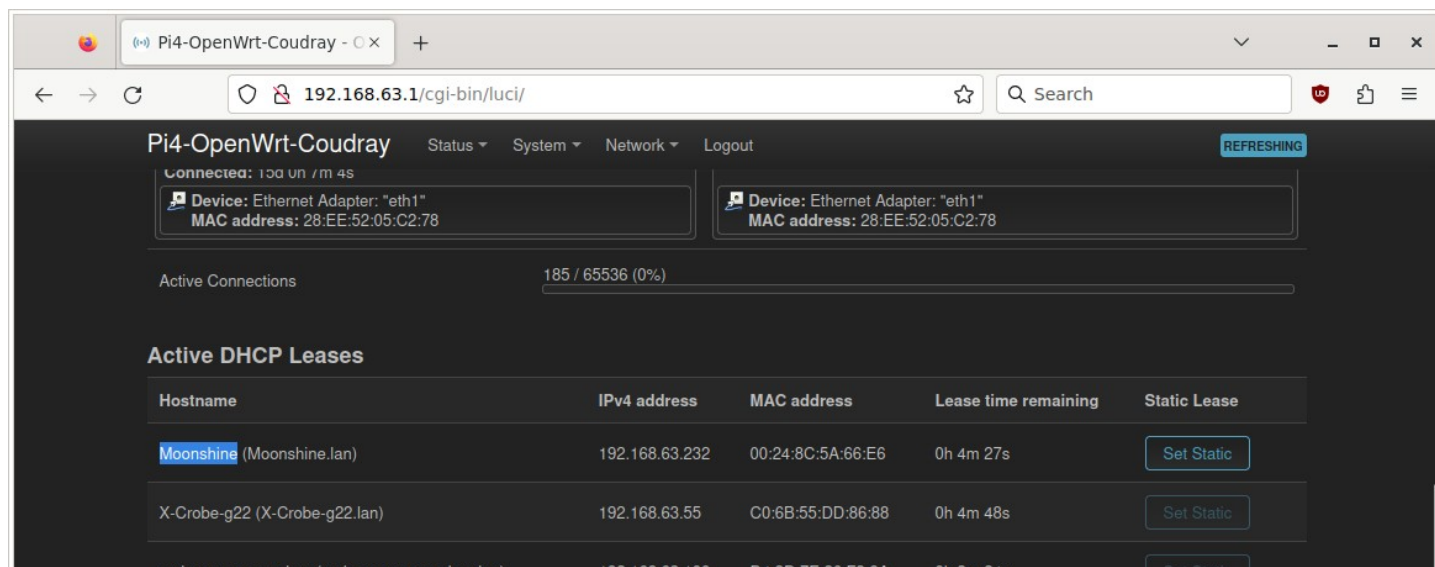 Pi4-OpenWrt-Coudray - O
192.168.63.1/cgi-bin/luci/
Search
Pi4-OpenWrt-Coudray Status System Network Logout REFRESHING
Connected: 15d 0h 7m 4s
Device: Ethernet Adapter: "eth1" Device: Ethernet Adapter: "eth1"
MAC address: 28:EE:52:05:C2:78 MAC address: 28:EE:52:05:C2:78
Active Connections 185 / 65536 (0%)
Active DHCP Leases
Hostname IPv4 address MAC address Lease time remaining Static Lease
Moonshine (Moonshine.lan) 192.168.63.232 00:24:8C:5A:66:E6 0h 4m 27s Set Static
X-Crobe-g22 (X-Crobe-g22.lan) 192.168.63.55 C0:6B:55:DD:86:88 0h 4m 48s Set Static